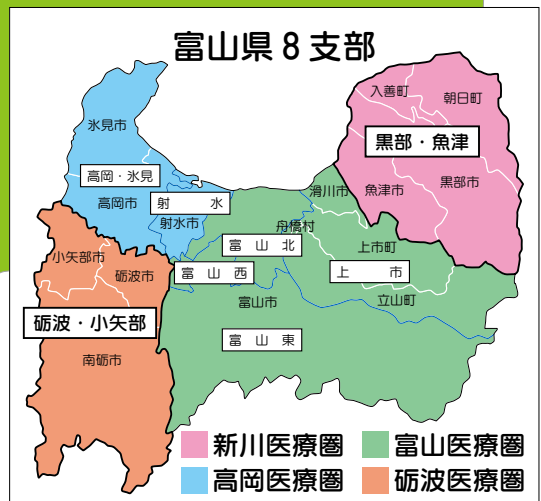 富山県8支部
入善町
朝日町
氷見市
黒部・魚津
高岡・氷見
黒部市
滑川市
魚津市
高岡市
射　水
射水市
舟橋村
富山北
上市町
小矢部市
砺波市
富山西
上　市
富山市
立山町
砺波・小矢部
富山東
南砺市
新川医療圏
富山医療圏
高岡医療圏
砺波医療圏